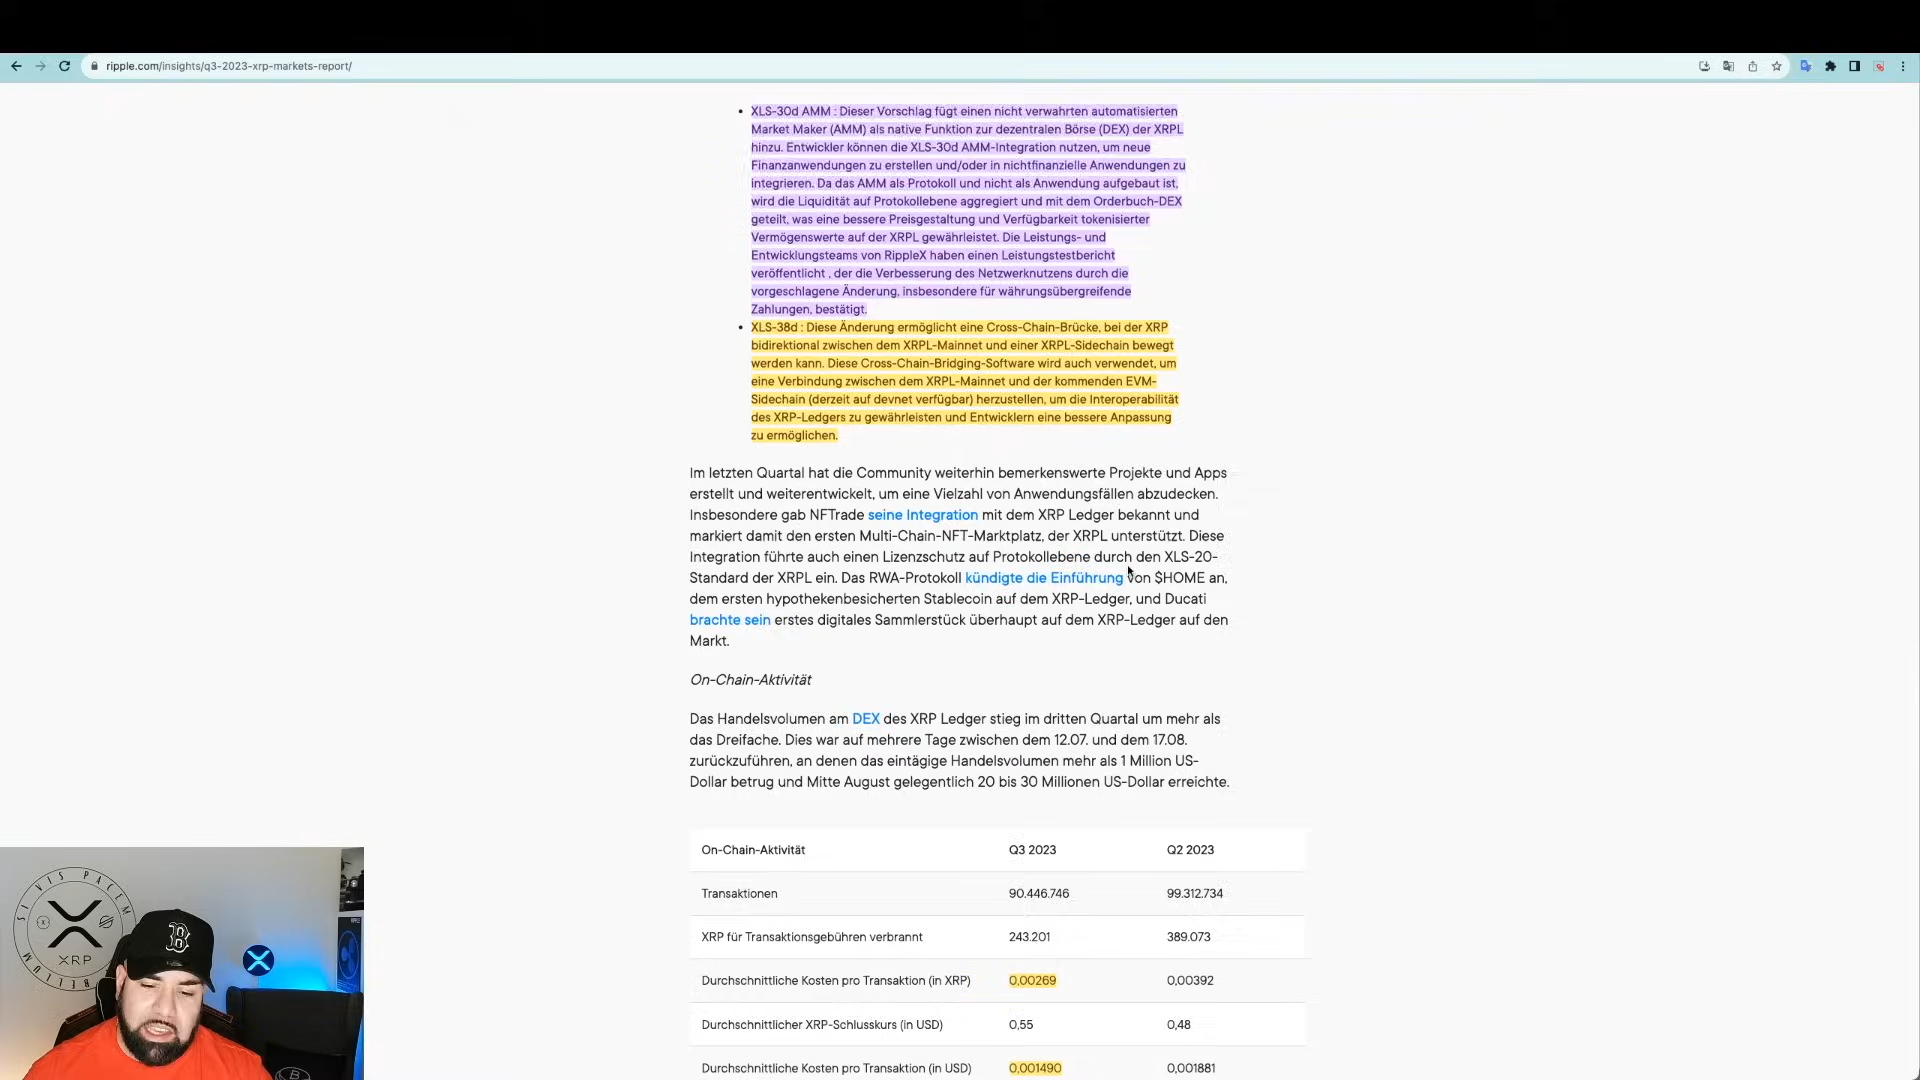 ripple.com/insights/q3-2023-xrp-markets-report/
• XLS-30d AMM : Dieser Vorschlag fügt einen nicht verwahrten automatisierten
Market Maker (AMM) als native Funktion zur dezentralen Börse (DEX) der XRPL
hinzu. Entwickler können die XLS-30d AMM-Integration nutzen, um neue
Finanzanwendungen zu erstellen und/oder in nichtfinanzielle Anwendungen zu
integrieren. Da das AMM als Protokoll und nicht als Anwendung aufgebaut ist,
wird die Liquidität auf Protokollebene aggregiert und mit dem Orderbuch-DEX
geteilt, was eine bessere Preisgestaltung und Verfügbarkeit tokenisierter
Vermögenswerte auf der XRPL gewährleistet. Die Leistungs- und
Entwicklungsteams von RippleX haben einen Leistungstestbericht
veröffentlicht , der die Verbesserung des Netzwerknutzens durch die
vorgeschlagene Änderung, insbesondere für währungsübergreifende
Zahlungen, bestätigt.
• XLS-38d : Diese Änderung ermöglicht eine Cross-Chain-Brücke, bei der XRP
bidirektional zwischen dem XRPL-Mainnet und einer XRPL-Sidechain bewegt
werden kann. Diese Cross-Chain-Bridging-Software wird auch verwendet, um
eine Verbindung zwischen dem XRPL-Mainnet und der kommenden EVM-
Sidechain (derzeit auf devnet verfügbar) herzustellen, um die Interoperabilität
des XRP-Ledgers zu gewährleisten und Entwicklern eine bessere Anpassung
zu ermöglichen.
Im letzten Quartal hat die Community weiterhin bemerkenswerte Projekte und Apps
erstellt und weiterentwickelt, um eine Vielzahl von Anwendungsfällen abzudecken.
Insbesondere gab NFTrade seine Integration mit dem XRP Ledger bekannt und
markiert damit den ersten Multi-Chain-NFT-Marktplatz, der XRPL unterstützt. Diese
Integration führte auch einen Lizenzschutz auf Protokollebene durch den XLS-20-
Standard der XRPL ein. Das RWA-Protokoll kündigte die Einführung von $HOME an,
dem ersten hypothekenbesicherten Stablecoin auf dem XRP-Ledger, und Ducati
brachte sein erstes digitales Sammlerstück überhaupt auf dem XRP-Ledger auf den
Markt.
On-Chain-Aktivität
Das Handelsvolumen am DEX des XRP Ledger stieg im dritten Quartal um mehr als
das Dreifache. Dies war auf mehrere Tage zwischen dem 12.07. und dem 17.08.
zurückzuführen, an denen das eintägige Handelsvolumen mehr als 1 Million US-
Dollar betrug und Mitte August gelegentlich 20 bis 30 Millionen US-Dollar erreichte.
On-Chain-Aktivität Q3 2023 Q2 2023
Transaktionen 90.446.746 99.312.734
XRP für Transaktionsgebühren verbrannt 243.201 389.073
Durchschnittliche Kosten pro Transaktion (in XRP) 0,00269 0,00392
Durchschnittlicher XRP-Schlusskurs (in USD) 0,55 0,48
Durchschnittliche Kosten pro Transaktion (in USD) 0,001490 0,001881
SI VIS PACEM
BELLUM
XRP
B